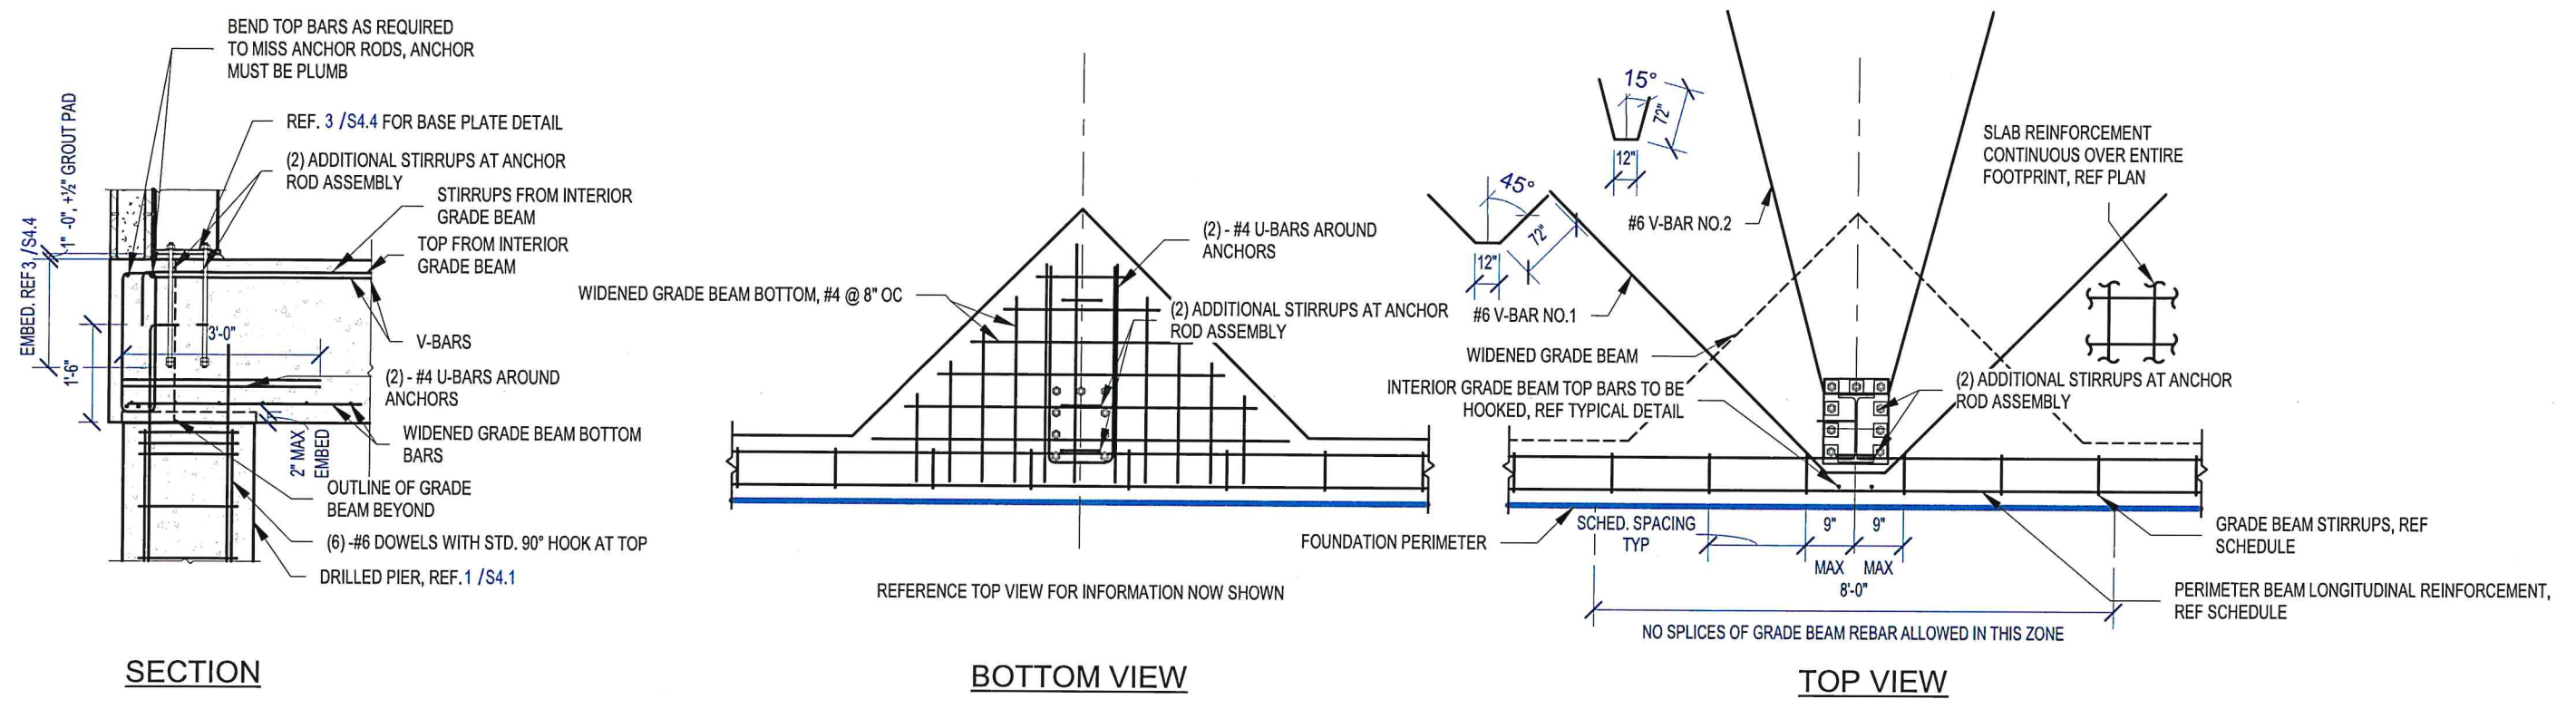 BEND TOP BARS AS REQUIRED
TO MISS ANCHOR RODS, ANCHOR
MUST BE PLUMB
REF. 3 /S4.4 FOR BASE PLATE DETAIL
(2) ADDITIONAL STIRRUPS AT ANCHOR
ROD ASSEMBLY
STIRRUPS FROM INTERIOR
GRADE BEAM
TOP FROM INTERIOR
GRADE BEAM
1" -0", +½" GROUT PAD
EMBED. REF3 /S4.4
1'-6"
3'-0"
V-BARS
(2) - #4 U-BARS AROUND
ANCHORS
WIDENED GRADE BEAM BOTTOM
BARS
2" MAX
EMBED
OUTLINE OF GRADE
BEAM BEYOND
(6) -#6 DOWELS WITH STD. 90° HOOK AT TOP
DRILLED PIER, REF.1 /S4.1
SECTION
WIDENED GRADE BEAM BOTTOM, #4 @ 8" OC
(2) - #4 U-BARS AROUND
ANCHORS
(2) ADDITIONAL STIRRUPS AT ANCHOR
ROD ASSEMBLY
REFERENCE TOP VIEW FOR INFORMATION NOW SHOWN
BOTTOM VIEW
15°
72"
12"
45°
72"
12"
#6 V-BAR NO.2
#6 V-BAR NO.1
SLAB REINFORCEMENT
CONTINUOUS OVER ENTIRE
FOOTPRINT, REF PLAN
WIDENED GRADE BEAM
INTERIOR GRADE BEAM TOP BARS TO BE
HOOKED, REF TYPICAL DETAIL
(2) ADDITIONAL STIRRUPS AT ANCHOR
ROD ASSEMBLY
FOUNDATION PERIMETER
SCHED. SPACING
TYP
9"
9"
MAX
MAX
8'-0"
NO SPLICES OF GRADE BEAM REBAR ALLOWED IN THIS ZONE
GRADE BEAM STIRRUPS, REF
SCHEDULE
PERIMETER BEAM LONGITUDINAL REINFORCEMENT,
REF SCHEDULE
TOP VIEW